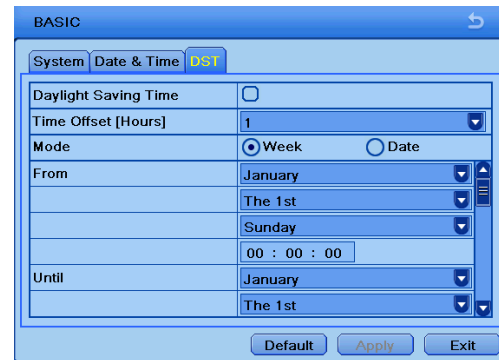 BASIC
System Date & Time DST
Daylight Saving Time
Time Offset [Hours] 1
Mode Week Date
From January
The 1st
Sunday
00 : 00 : 00
Until January
The 1st
Default Apply Exit